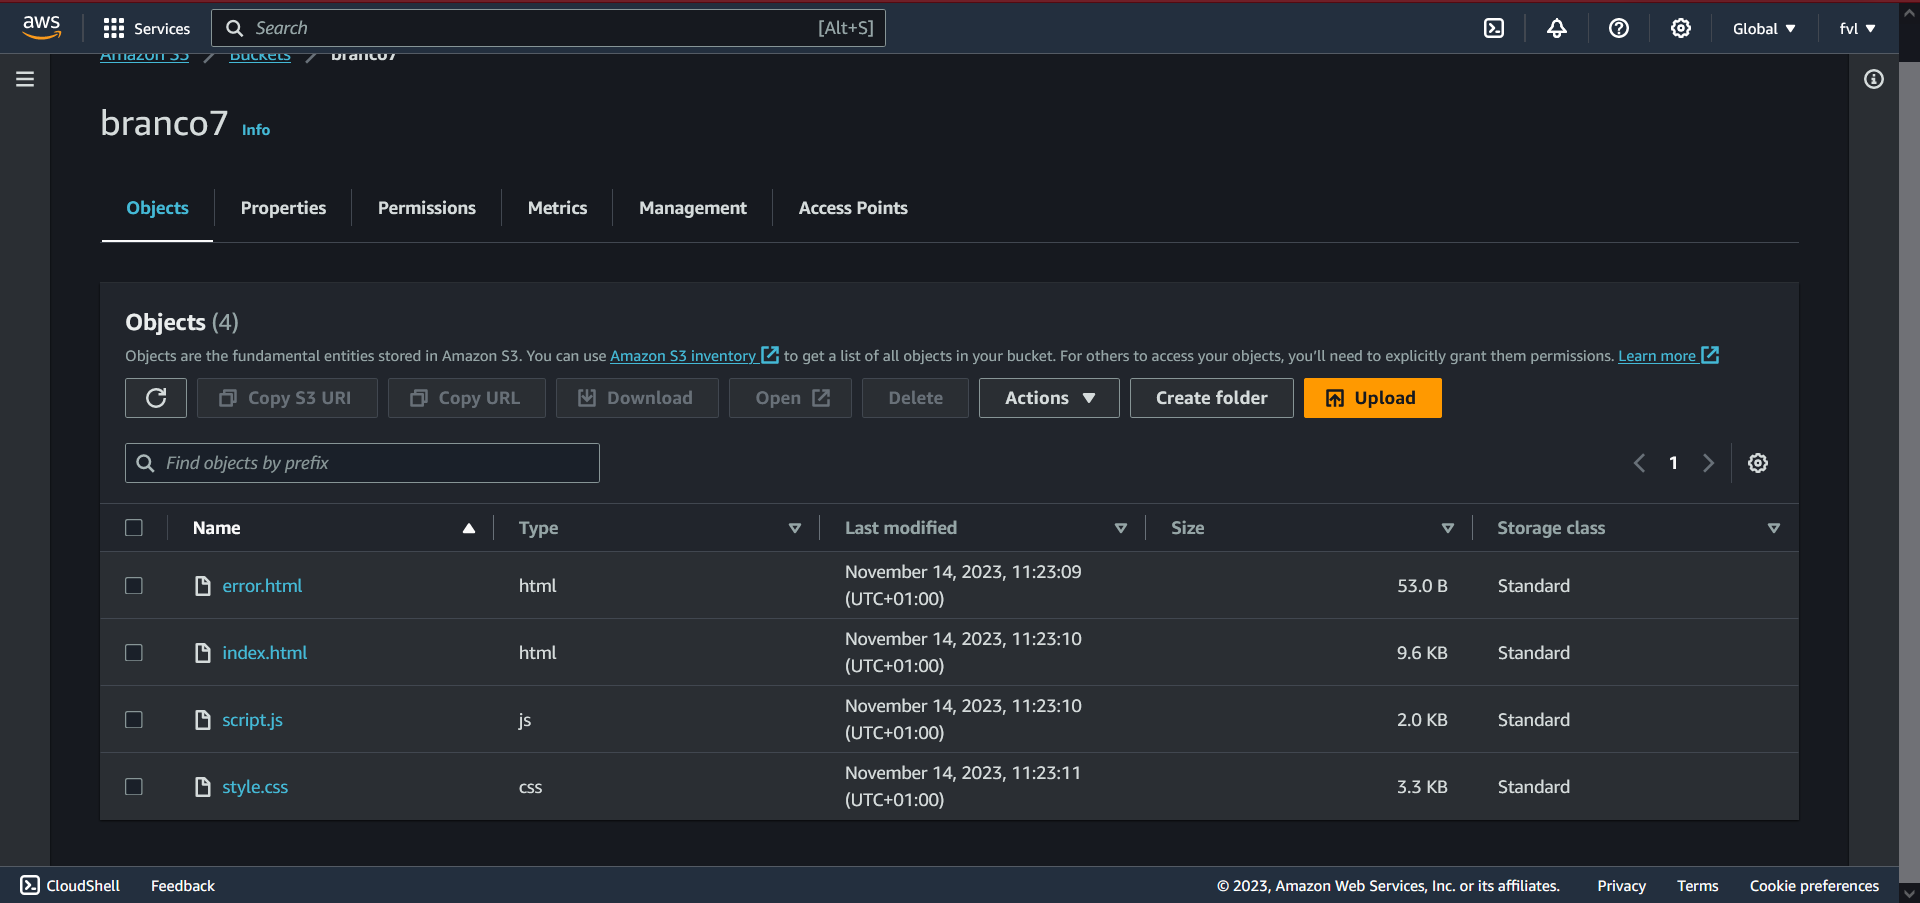 aws
Services
Search
[Alt+S]
Global
fvl
Amazon S3
Buckets
branco7
branco7
Info
Objects
Properties
Permissions
Metrics
Management
Access Points
Objects (4)
Objects are the fundamental entities stored in Amazon S3. You can use Amazon S3 inventory to get a list of all objects in your bucket. For others to access your objects, you'll need to explicitly grant them permissions. Learn more
Copy S3 URI
Copy URL
Download
Open
Delete
Actions
Create folder
Upload
Find objects by prefix
1
Name
Type
Last modified
Size
Storage class
error.html
html
November 14, 2023, 11:23:09
(UTC+01:00)
53.0 B
Standard
index.html
html
November 14, 2023, 11:23:10
(UTC+01:00)
9.6 KB
Standard
script.js
js
November 14, 2023, 11:23:10
(UTC+01:00)
2.0 KB
Standard
style.css
css
November 14, 2023, 11:23:11
(UTC+01:00)
3.3 KB
Standard
CloudShell
Feedback
© 2023, Amazon Web Services, Inc. or its affiliates.
Privacy
Terms
Cookie preferences